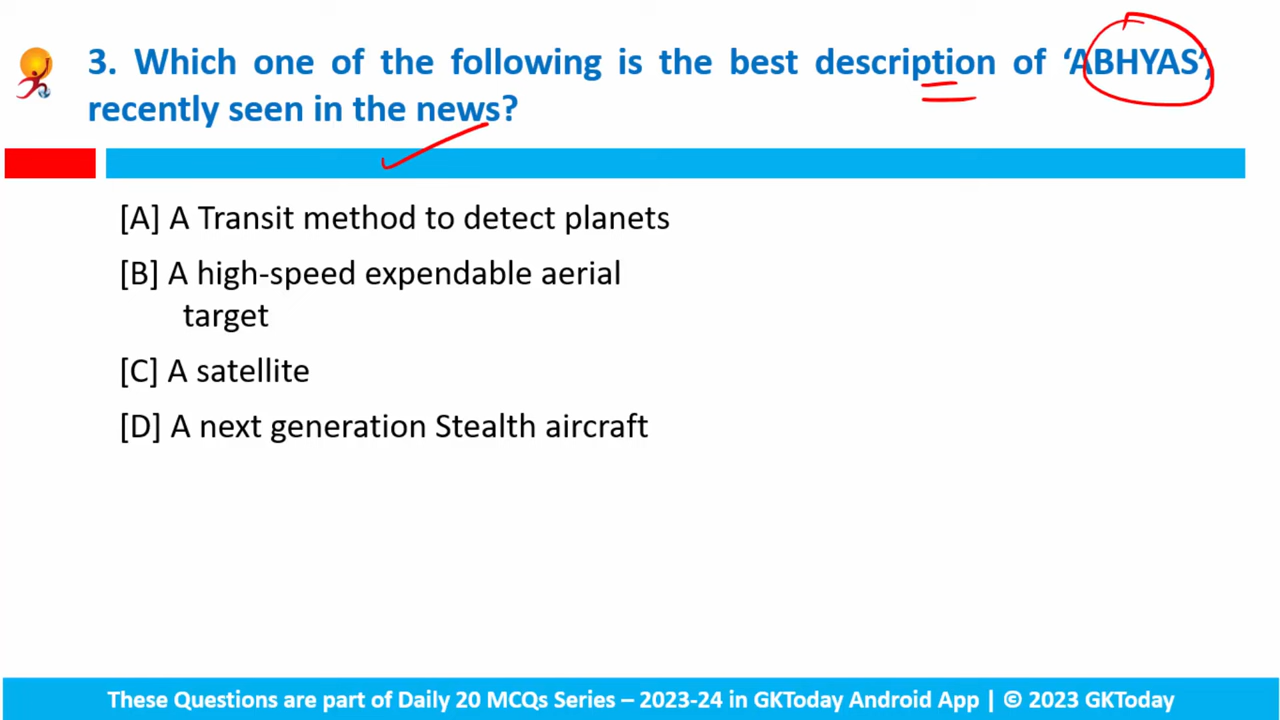 3. Which one of the following is the best description of ‘ABHYAS’,
recently seen in the news?
[A] A Transit method to detect planets
[B] A high-speed expendable aerial
target
[C] A satellite
[D] A next generation Stealth aircraft
These Questions are part of Daily 20 MCQs Series – 2023-24 in GKToday Android App | © 2023 GKToday